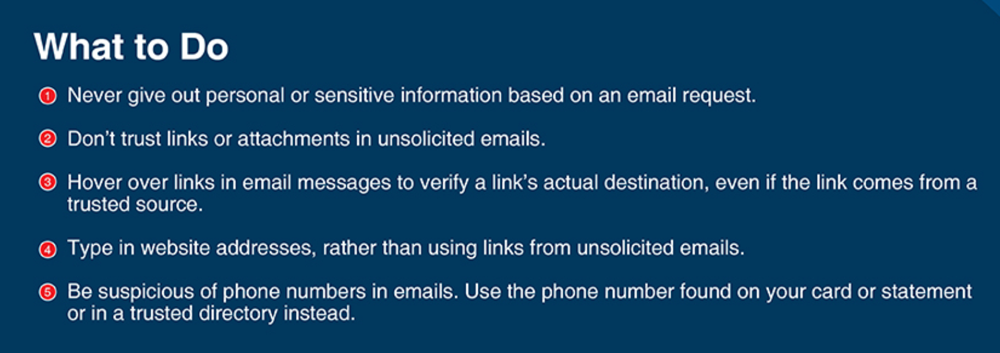 What to Do
1 Never give out personal or sensitive information based on an email request.
2 Don’t trust links or attachments in unsolicited emails.
3 Hover over links in email messages to verify a link’s actual destination, even if the link comes from a
trusted source.
4 Type in website addresses, rather than using links from unsolicited emails.
5 Be suspicious of phone numbers in emails. Use the phone number found on your card or statement
or in a trusted directory instead.